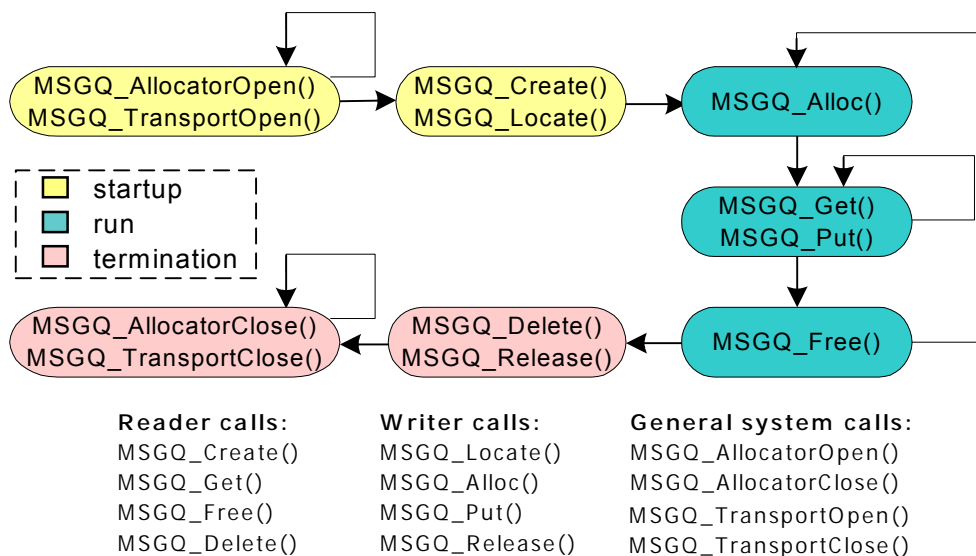 MSGQ_AllocatorOpen()
MSGQ_TransportOpen()
MSGQ_Create()
MSGQ_Locate()
MSGQ_Alloc()
startup
run
termination
MSGQ_Get()
MSGQ_Put()
MSGQ_AllocatorClose()
MSGQ_TransportClose()
MSGQ_Delete()
MSGQ_Release()
MSGQ_Free()
Reader calls:
MSGQ_Create()
MSGQ_Get()
MSGQ_Free()
MSGQ_Delete()
Writer calls:
MSGQ_Locate()
MSGQ_Alloc()
MSGQ_Put()
MSGQ_Release()
General system calls:
MSGQ_AllocatorOpen()
MSGQ_AllocatorClose()
MSGQ_TransportOpen()
MSGQ_TransportClose()